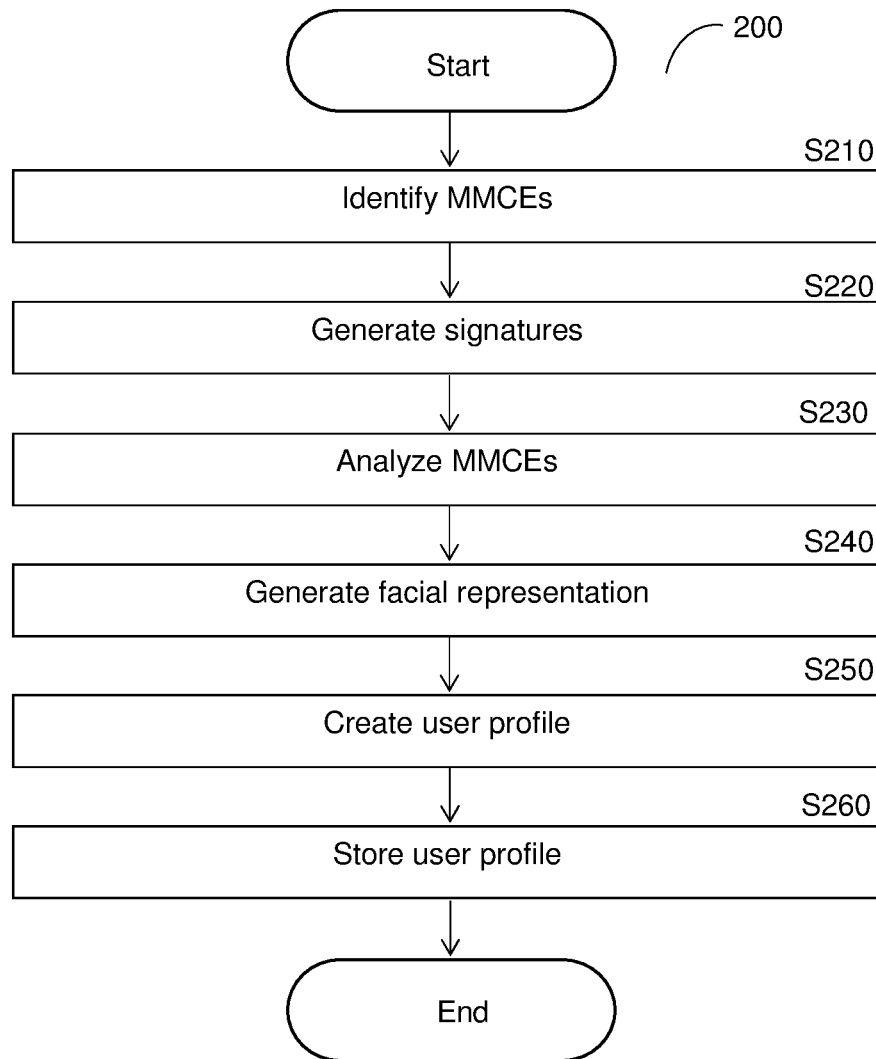 200
Start
S210
Identify MMCEs
S220
Generate signatures
S230
Analyze MMCEs
S240
Generate facial representation
S250
Create user profile
S260
Store user profile
End